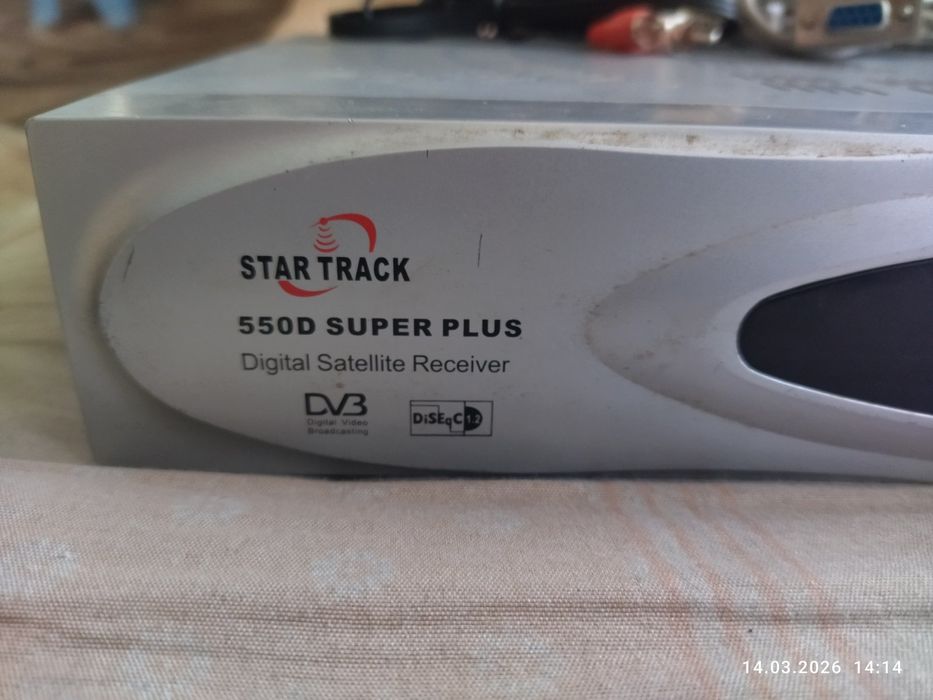 STAR TRACK
550D SUPER PLUS
Digital Satellite Receiver
DVB
Digital Video
Broadcasting
DiSEqC 1.2
14.03.2026 14:14